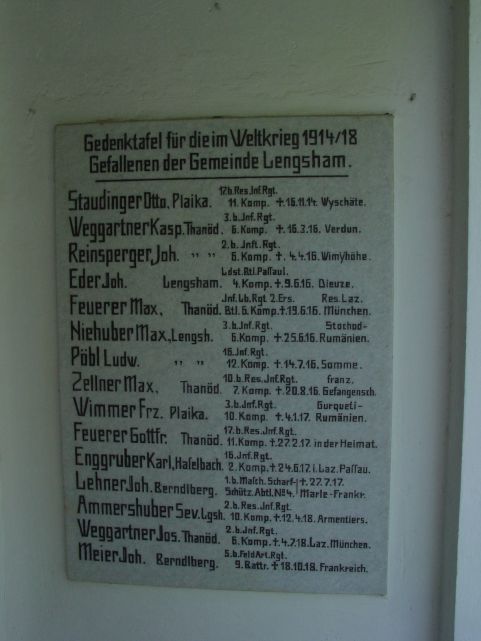 Gedenktafel für die im Weltkrieg 1914/18
Gefallenen der Gemeinde Lengsham.
17b.Res.Inf.Rgt.
Staudinger Otto, Plaika. 11. Komp. † 16.11.14. Wyschäte.
3.b.Inf.Rgt.
Weggartner Kasp. Thanöd. 6. Komp. † 16.3.16. Verdun.
2.b. Inft.Rgt.
Reinsperger, Joh. " " 6. Komp. † 4.4.16. Wimyhöhe.
Ldst.Btl.Passau.
Eder Joh. Lengsham. 4. Komp. † 9.6.16. Dieuze.
Inf.Lb.Rgt 2.Ers. Res.Laz.
Feuerer Max, Thanöd. Btl. 6. Komp. † 19.6.16. München.
3.b.Inf.Rgt. Stochod-
Niehuber Max, Lengsh. 6. Komp. † 25.6.16. Rumänien.
16.Inf.Rgt.
Pöbl Ludw. " " 12. Komp. † 14.7.16. Somme.
10.b.Res.Inf.Rgt. franz.
Zellner Max, Thanöd. 7. Komp. † 20.8.16. Gefangensch.
3.b.Inf.Rgt. Gurqueti-
Wimmer Frz. Plaika. 10. Komp. † 4.1.17. Rumänien.
17.b.Res.Inf.Rgt.
Feuerer Gottfr. Thanöd. 11. Komp. † 27.2.17. in der Heimat.
16.Inf.Rgt.
Enggruber Karl, Haselbach. 2. Komp. † 24.6.17. i. Laz. Passau.
1.b.Masch. Scharf- † 27.7.17.
Lehner Joh. Berndlberg. Schütz. Abtl. № 4. Marle-Frankr.
2.b.Res.Inf.Rgt.
Ammershuber Sev. Lgsh. 10. Komp. † 12.4.18. Armentiers.
2.b.Inf.Rgt.
Weggartner Jos. Thanöd. 6. Komp. † 4.7.18. Laz. München.
5.b.FeldArt.Rgt.
Meier Joh. Berndlberg. 9. Battr. † 18.10.18. Frankreich.